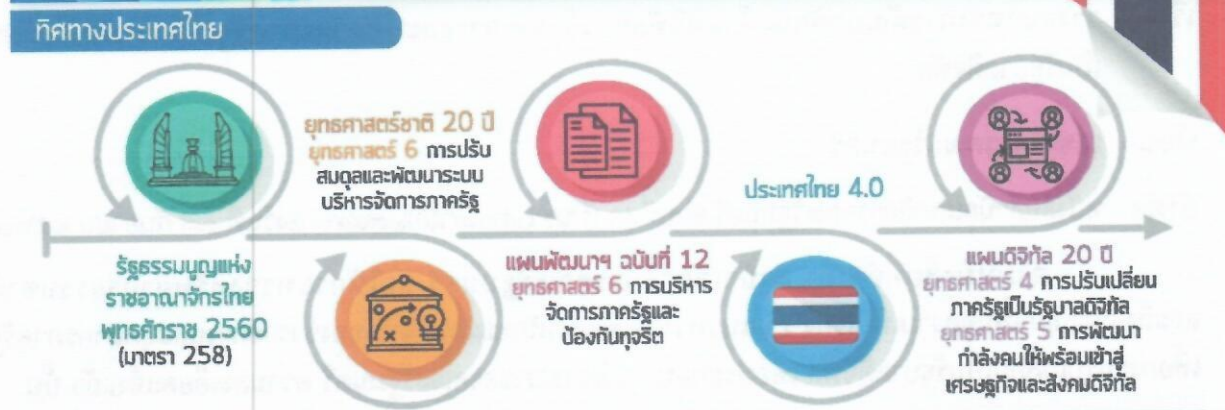 ทิศทางประเทศไทย
รัฐธรรมนูญแห่ง
ราชอาณาจักรไทย
พุทธศักราช 2560
(มาตรา 258)
ยุทธศาสตร์ชาติ 20 ปี
ยุทธศาสตร์ 6 การปรับ
สมดุลและพัฒนาระบบ
บริหารจัดการภาครัฐ
แผนพัฒนาฯ ฉบับที่ 12
ยุทธศาสตร์ 6 การบริหาร
จัดการภาครัฐและ
ป้องกันทุจริต
ประเทศไทย 4.0
แผนดิจิทัล 20 ปี
ยุทธศาสตร์ 4 การปรับเปลี่ยน
ภาครัฐเป็นรัฐบาลดิจิทัล
ยุทธศาสตร์ 5 การพัฒนา
กำลังคนให้พร้อมเข้าสู่
เศรษฐกิจและสังคมดิจิทัล